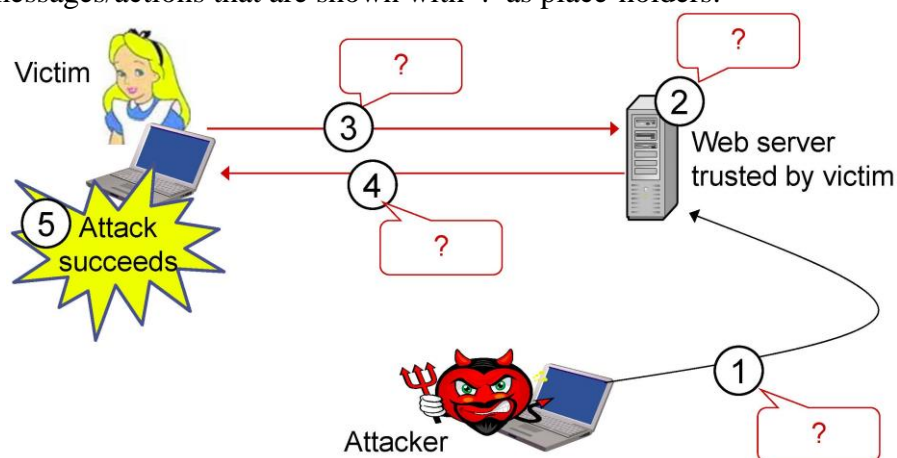 messages/actions that are shown with '?' as place-holders.
?
?
Victim
3
2
Web server
trusted by victim
4
5
Attack
succeeds
?
1
Attacker
?